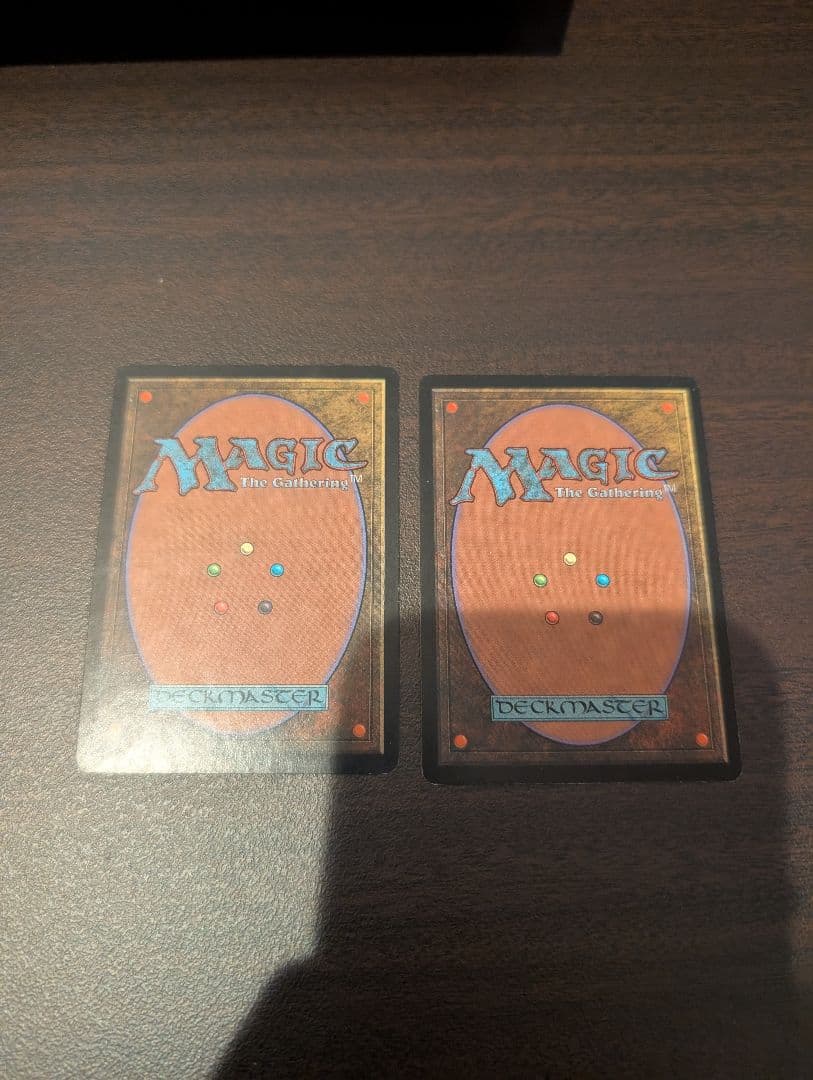 MAGIC
The Gathering™
DECKMASTER
MAGIC
The Gathering™
DECKMASTER